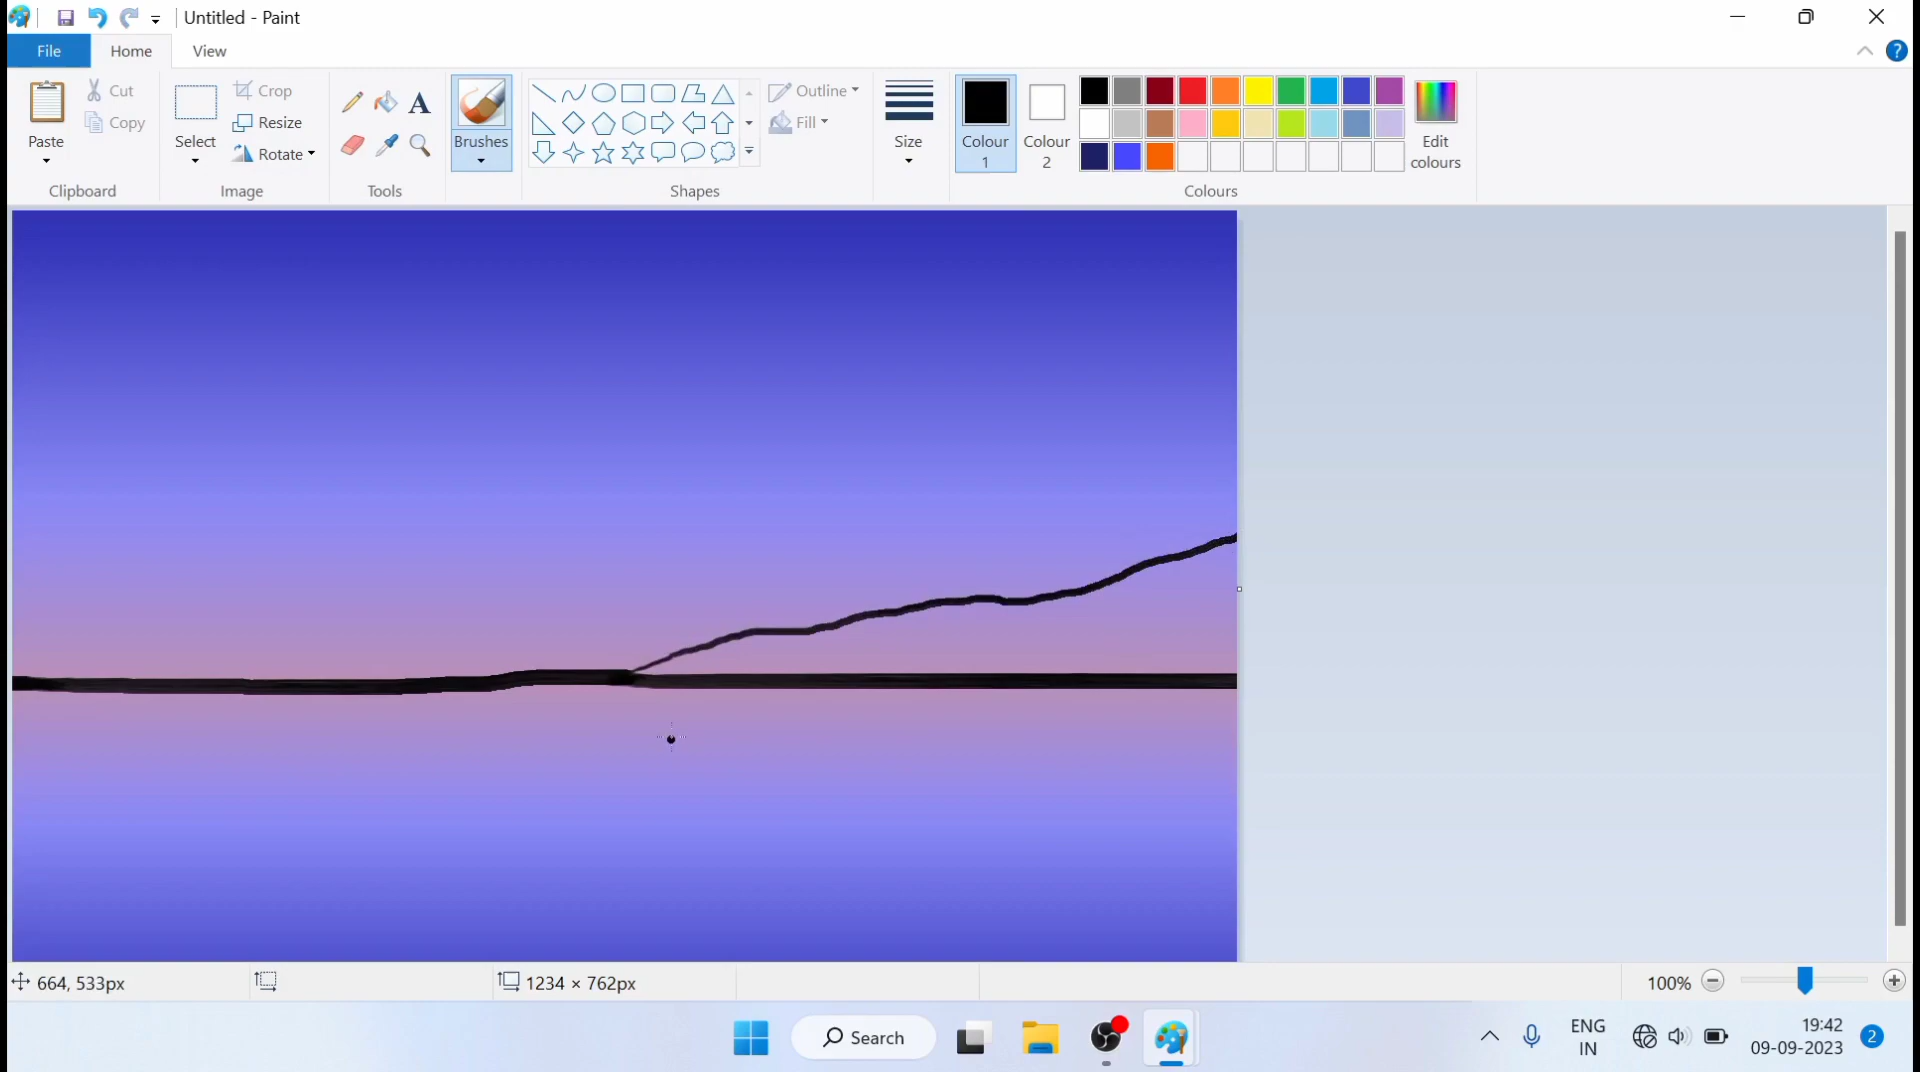 Untitled - Paint
File Home View
Paste
Cut
Copy
Clipboard
Select
Crop
Resize
Rotate
Image
A
Tools
Brushes
Shapes
Outline
Fill
Size
Colour 1
Colour 2
Colours
Edit colours
?
664, 533px
1234 × 762px
100%
Search
ENG
IN
19:42
09-09-2023
2